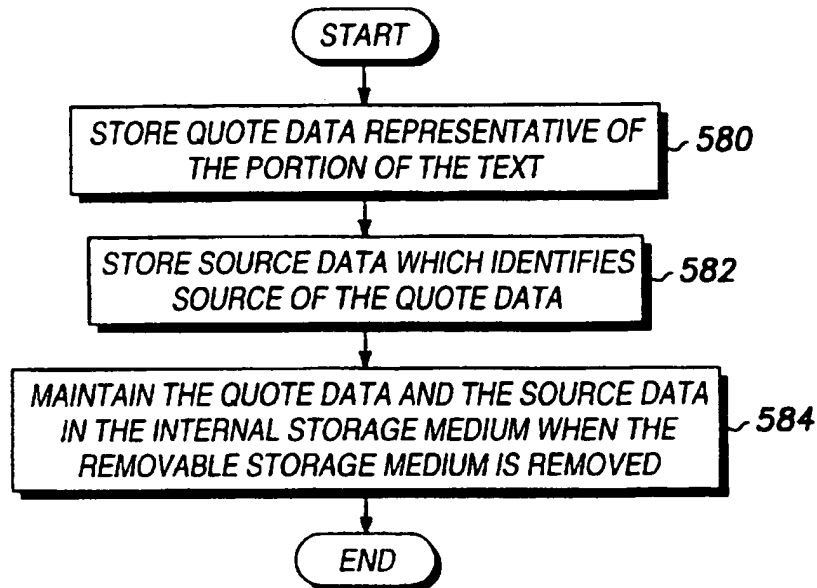 START
STORE QUOTE DATA REPRESENTATIVE OF
THE PORTION OF THE TEXT
580
STORE SOURCE DATA WHICH IDENTIFIES
SOURCE OF THE QUOTE DATA
582
MAINTAIN THE QUOTE DATA AND THE SOURCE DATA
IN THE INTERNAL STORAGE MEDIUM WHEN THE
REMOVABLE STORAGE MEDIUM IS REMOVED
584
END